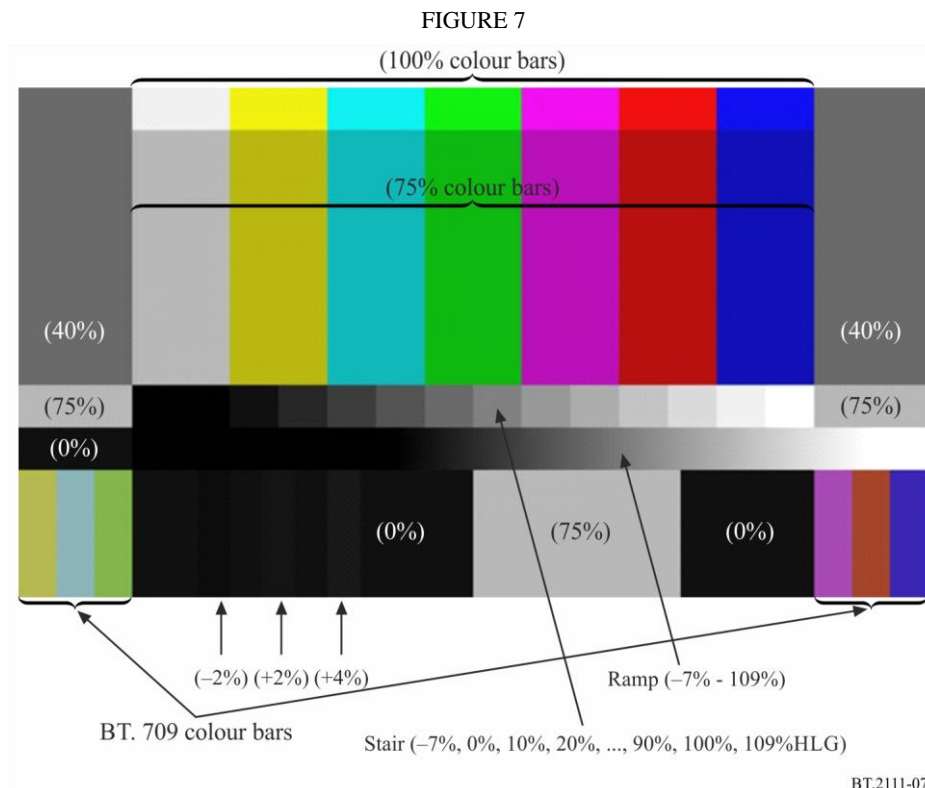 FIGURE 7
(100% colour bars)
(75% colour bars)
(40%) (40%)
(75%) (75%)
(0%)
(0%) (75%) (0%)
(–2%) (+2%) (+4%)
Ramp (–7% - 109%)
BT. 709 colour bars
Stair (–7%, 0%, 10%, 20%, ..., 90%, 100%, 109%HLG)
BT.2111-07